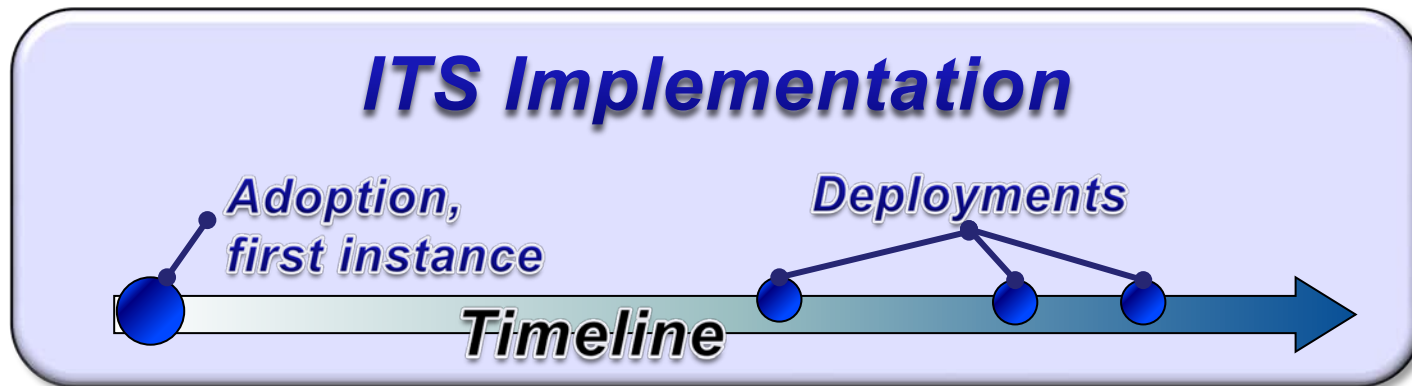 ITS Implementation
Adoption,
first instance
Deployments
Timeline